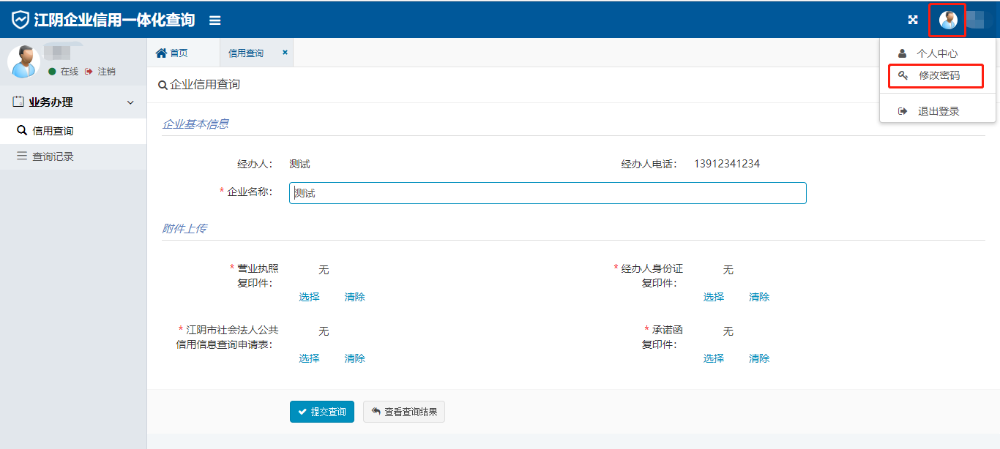 江阴企业信用一体化查询
在线 注销
业务办理
信用查询
查询记录
首页 信用查询 ×
企业信用查询
个人中心
修改密码
退出登录
企业基本信息
经办人： 测试 经办人电话： 13912341234
* 企业名称： 测试
附件上传
* 营业执照
复印件：
无
选择 清除
* 经办人身份证
复印件：
无
选择 清除
* 江阴市社会法人公共
信用信息查询申请表：
无
选择 清除
* 承诺函
复印件：
无
选择 清除
提交查询 查看查询结果